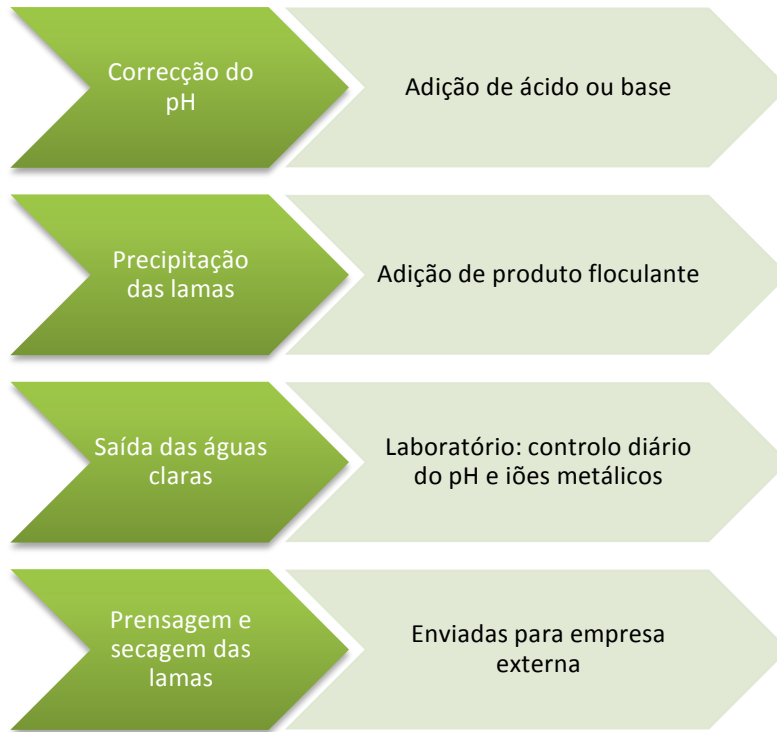 Correcção do
pH
Adição de ácido ou base
Precipitação
das lamas
Adição de produto floculante
Saída das águas
claras
Laboratório: controlo diário
do pH e iões metálicos
Prensagem e
secagem das
lamas
Enviadas para empresa
externa